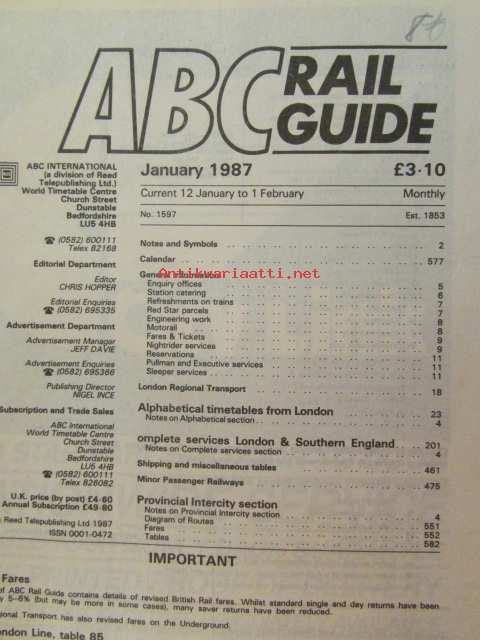 86
ABC RAIL
GUIDE
January 1987 £3·10
Current 12 January to 1 February Monthly
No. 1597 Est. 1853
ABC INTERNATIONAL
(a division of Reed
Telepublishing Ltd.)
World Timetable Centre
Church Street
Dunstable
Bedfordshire
LU5 4HB
☎ (0582) 600111
Telex 82168
Editorial Department
Editor
CHRIS HOPPER
Editorial Enquiries
☎ (0582) 695335
Advertisement Department
Advertisement Manager
JEFF DAVIE
Advertisement Enquiries
☎ (0582) 695366
Publishing Director
NIGEL INCE
Subscription and Trade Sales
ABC International
World Timetable Centre
Church Street
Dunstable
Bedfordshire
LU5 4HB
☎ (0582) 600111
Telex 826082
U.K. price (by post) £4·60
Annual Subscription £49·80
Reed Telepublishing Ltd 1987
ISSN 0001-0472
Notes and Symbols 2
Calendar 577
General Information
Enquiry offices 5
Station catering 6
Refreshments on trains 7
Red Star parcels 7
Engineering work 8
Motorail 8
Fares & Tickets 9
Nightrider services 9
Reservations 11
Pullman and Executive services 11
Sleeper services 11
London Regional Transport 18
Alphabetical timetables from London 23
Notes on Alphabetical section 4
omplete services London & Southern England 201
Notes on Complete services section 4
Shipping and miscellaneous tables 461
Minor Passenger Railways 475
Provincial Intercity section
Notes on Provincial Intercity section 4
Diagram of Routes 551
Fares 552
Tables 582
Antikvariaatti.net
IMPORTANT
Fares
of ABC Rail Guide contains details of revised British Rail fares. Whilst standard single and day returns have been
y 5–6% (but may be more in some cases), many saver returns have been reduced.
gional Transport has also revised fares on the Underground.
ondon Line, table 85